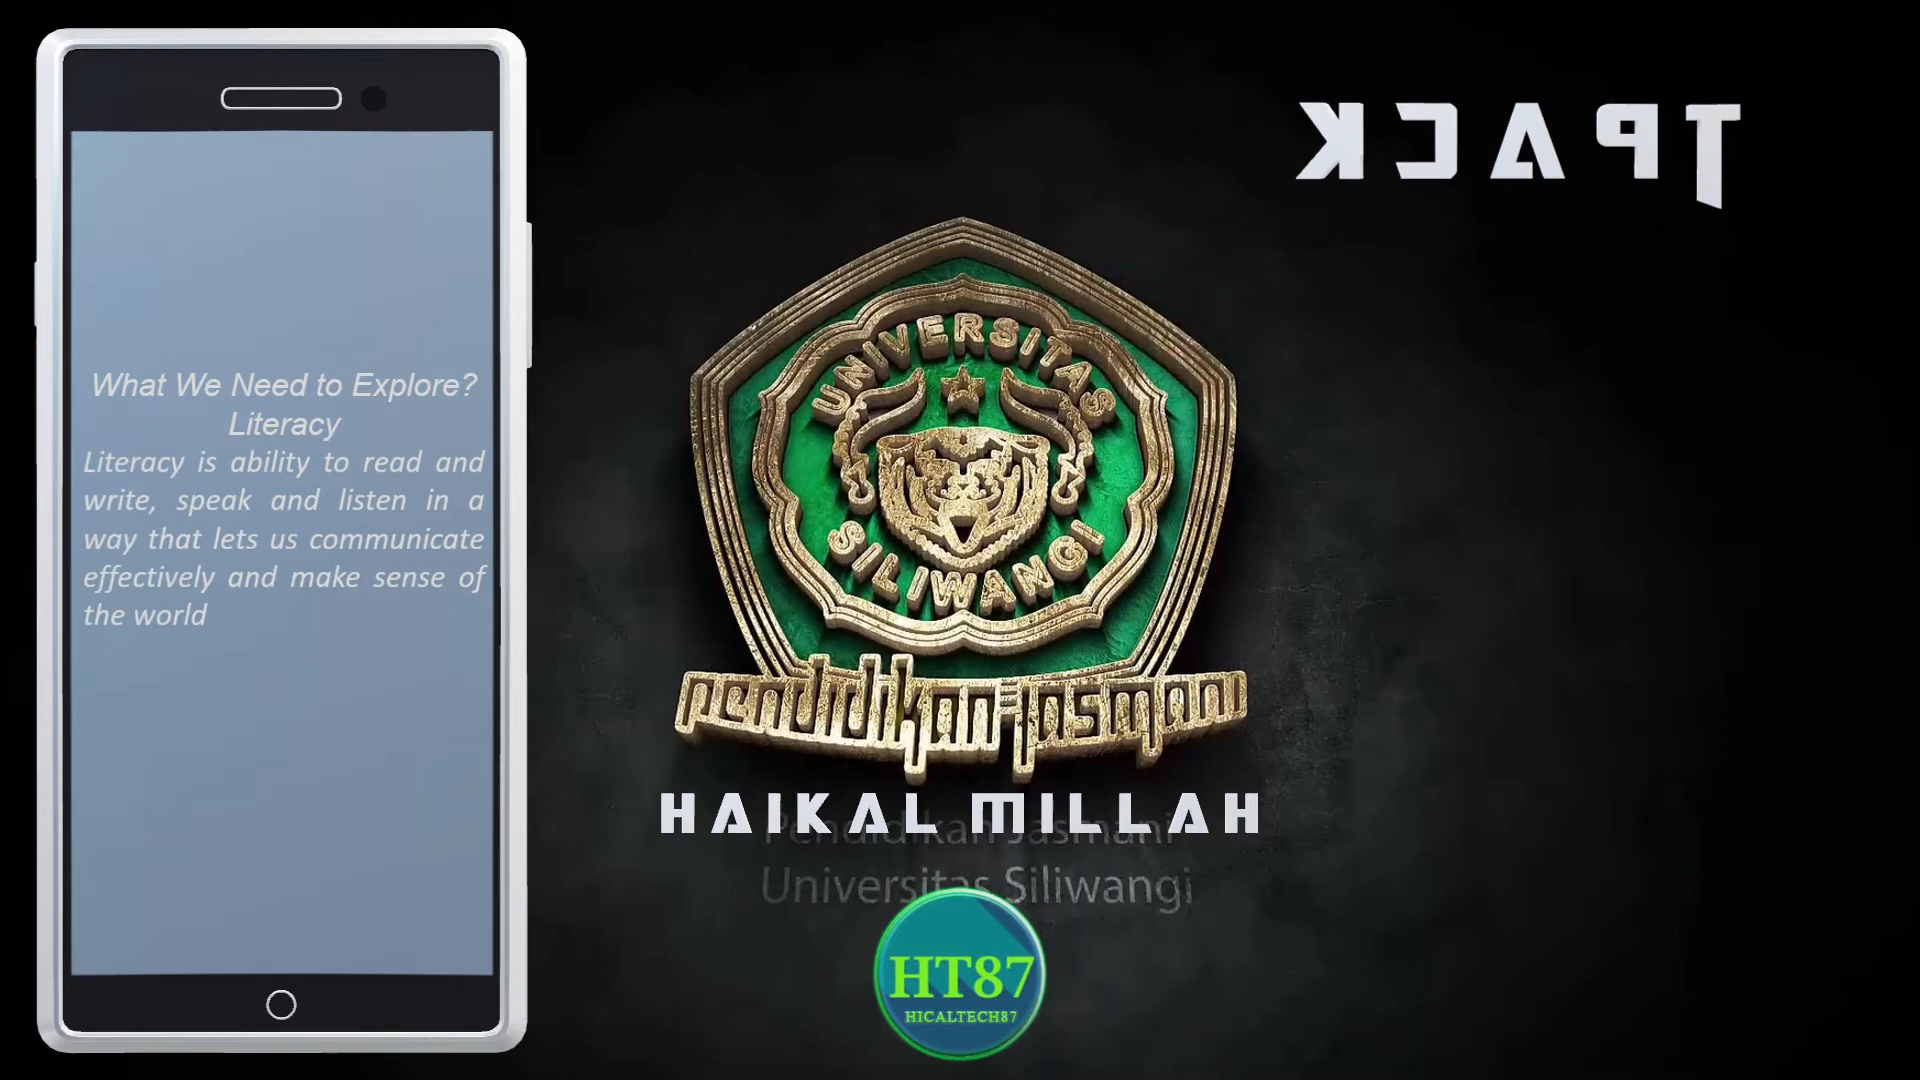 What We Need to Explore?
Literacy
Literacy is ability to read and
write, speak and listen in a
way that lets us communicate
effectively and make sense of
the world
TPACK
UNIVERSITAS
SILIWANGI
pendidikan jasmani
HAIKAL MILLAH
Pendidikan Jasmani
Universitas Siliwangi
HT87
HICALTECH87